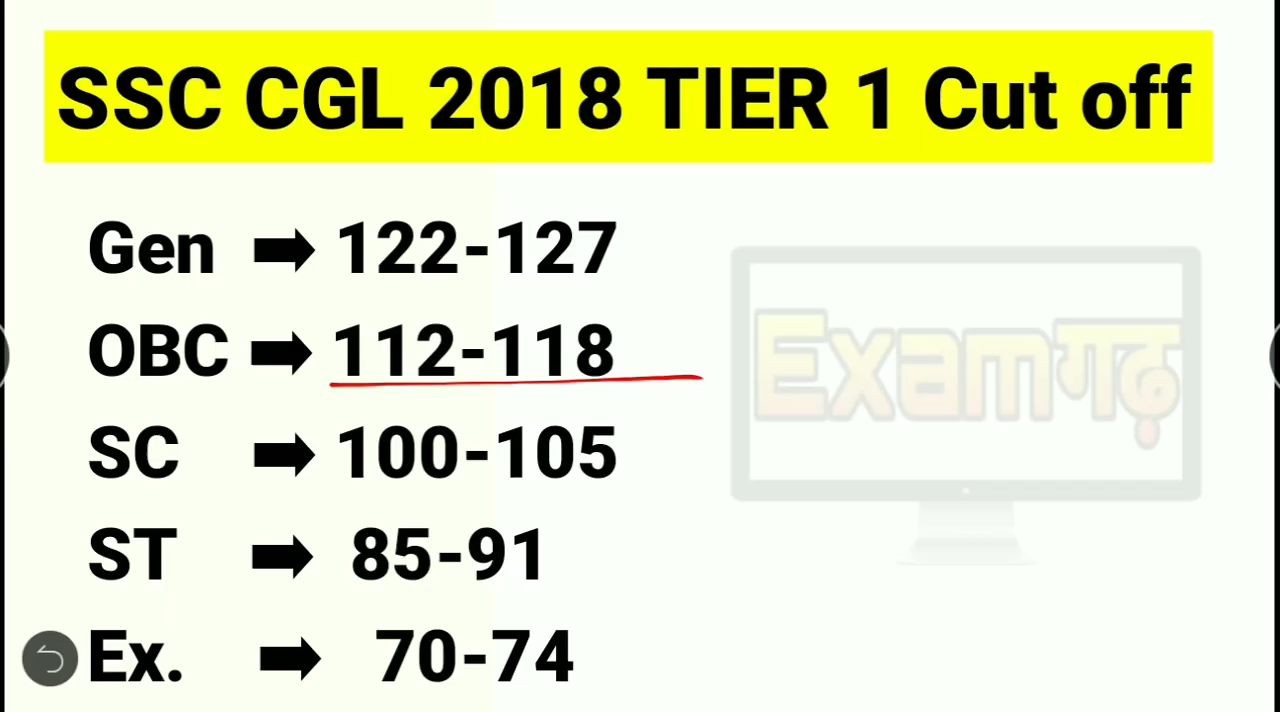 SSC CGL 2018 TIER 1 Cut off
Gen ➡ 122-127
OBC ➡ 112-118
SC ➡ 100-105
ST ➡ 85-91
Ex. ➡ 70-74
Examगढ़